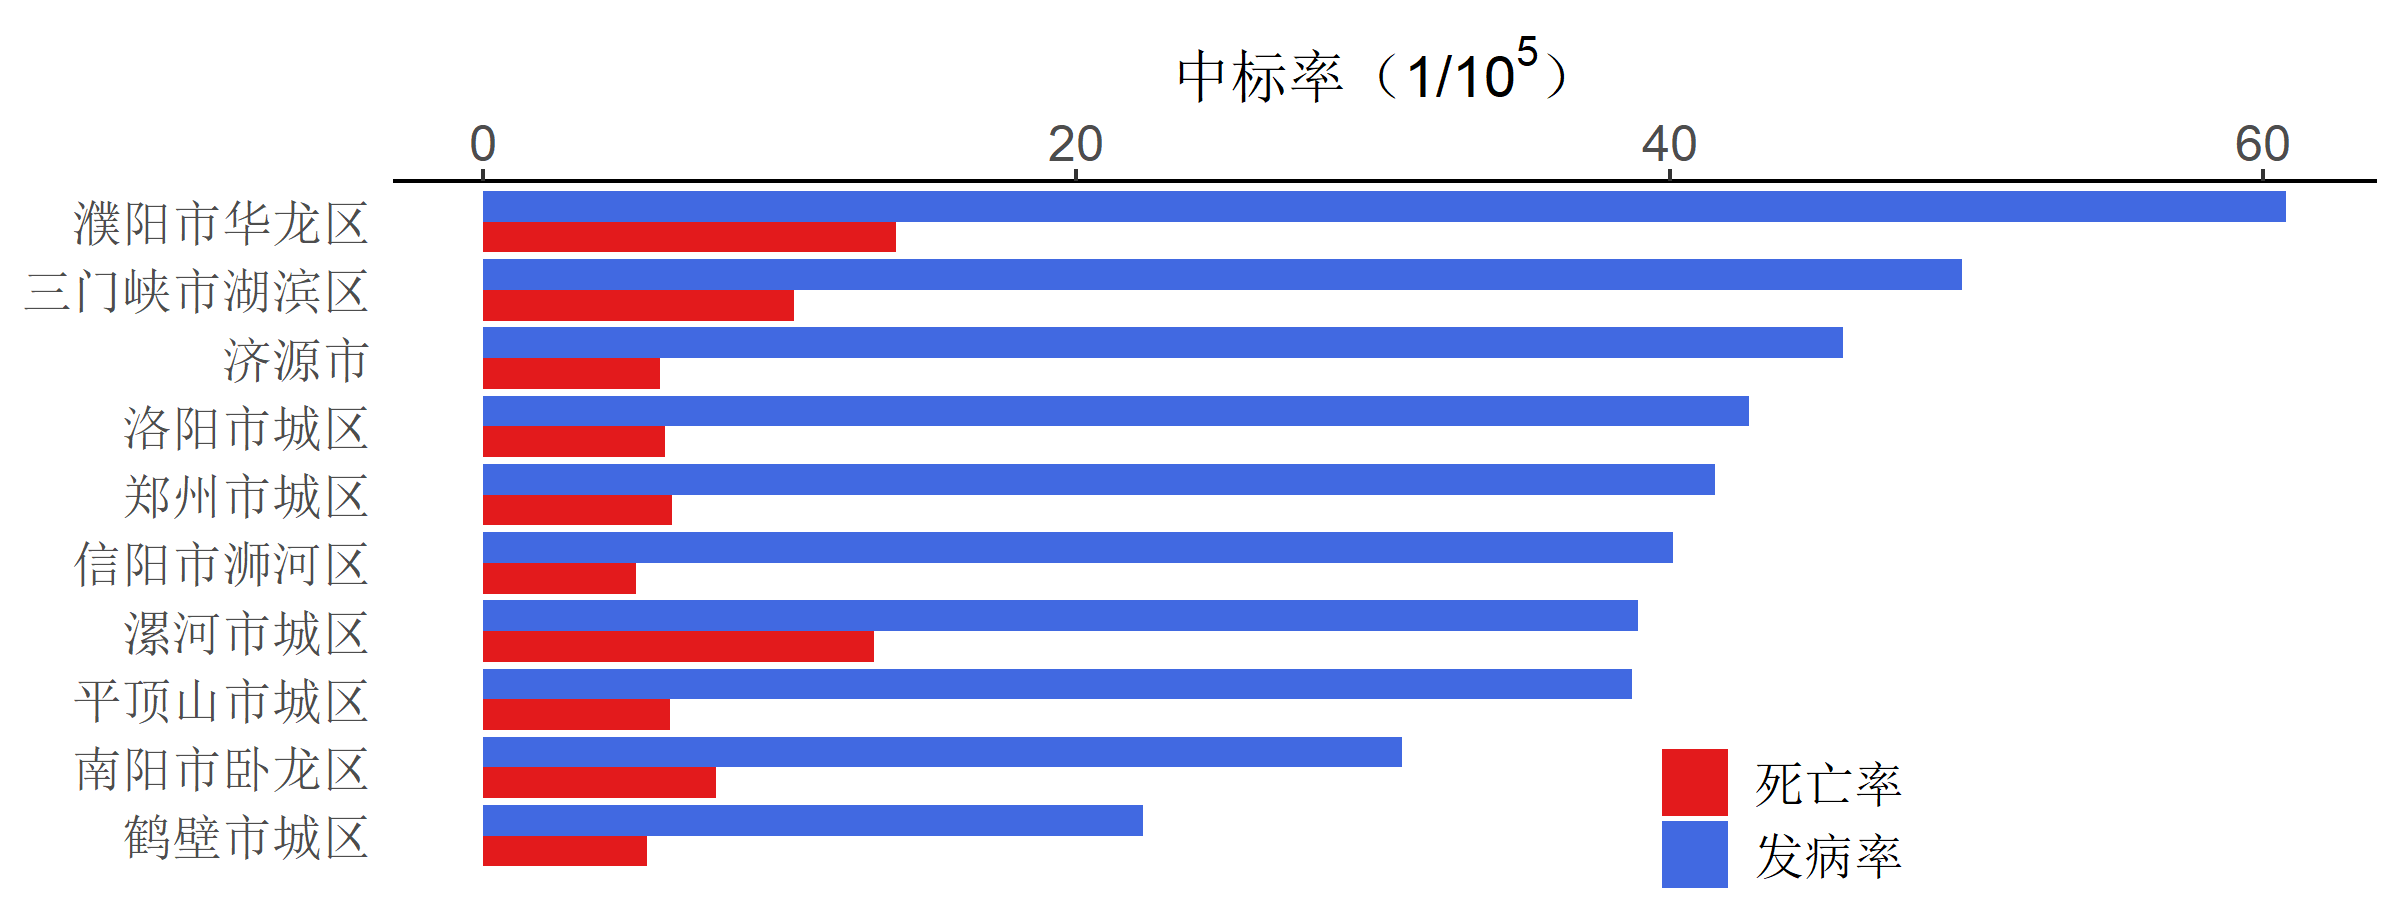 中标率（1/10⁵）
0 20 40 60
濮阳市华龙区
三门峡市湖滨区
济源市
洛阳市城区
郑州市城区
信阳市浉河区
漯河市城区
平顶山市城区
南阳市卧龙区
鹤壁市城区
死亡率
发病率